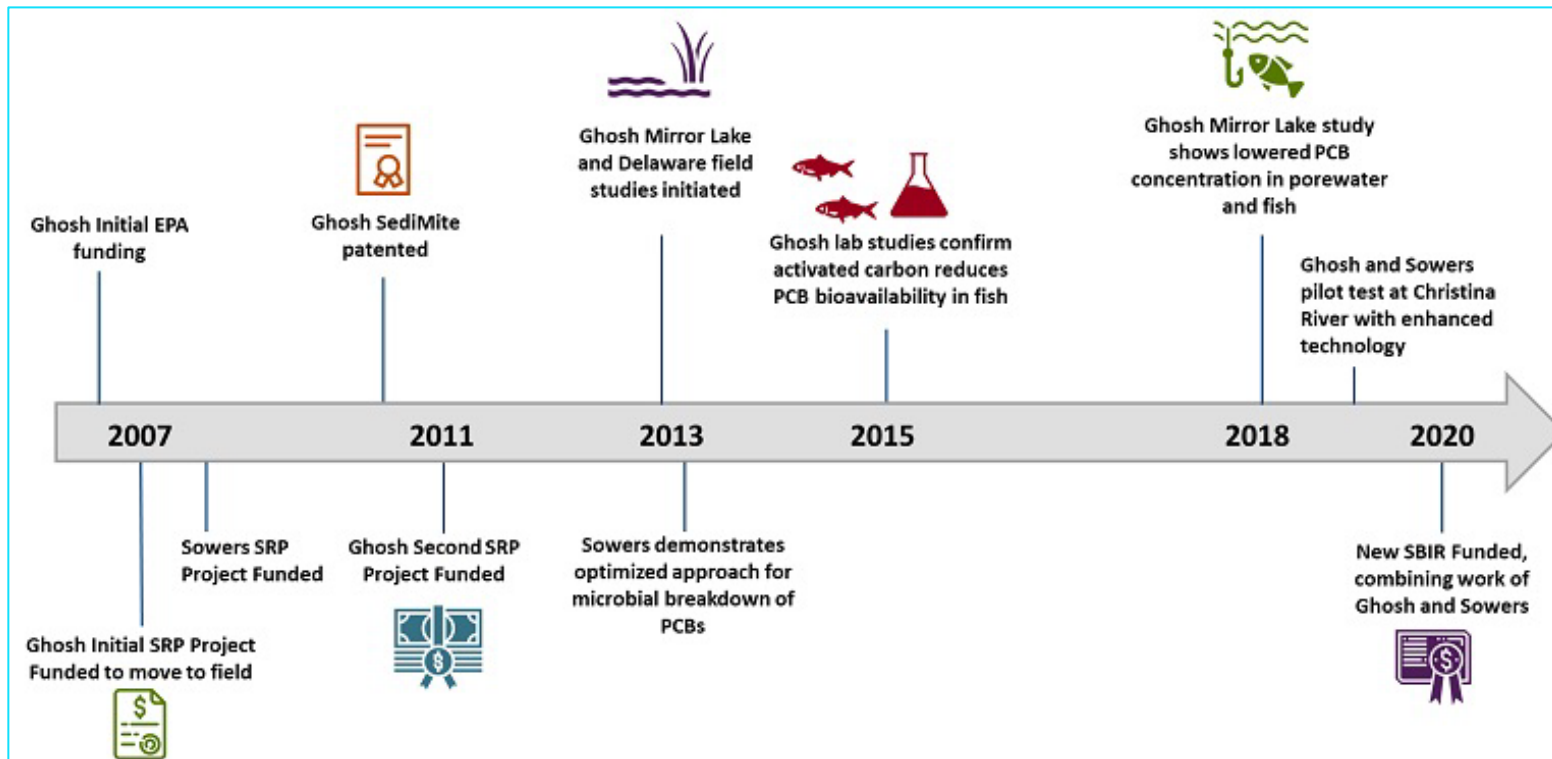 Ghosh Initial EPA
funding
Ghosh SediMite
patented
Ghosh Mirror Lake
and Delaware field
studies initiated
Ghosh lab studies confirm
activated carbon reduces
PCB bioavailability in fish
Ghosh Mirror Lake study
shows lowered PCB
concentration in porewater
and fish
Ghosh and Sowers
pilot test at Christina
River with enhanced
technology
2007
2011
2013
2015
2018
2020
Ghosh Initial SRP Project
Funded to move to field
$
Sowers SRP
Project Funded
Ghosh Second SRP
Project Funded
$
Sowers demonstrates
optimized approach for
microbial breakdown of
PCBs
New SBIR Funded,
combining work of
Ghosh and Sowers
$